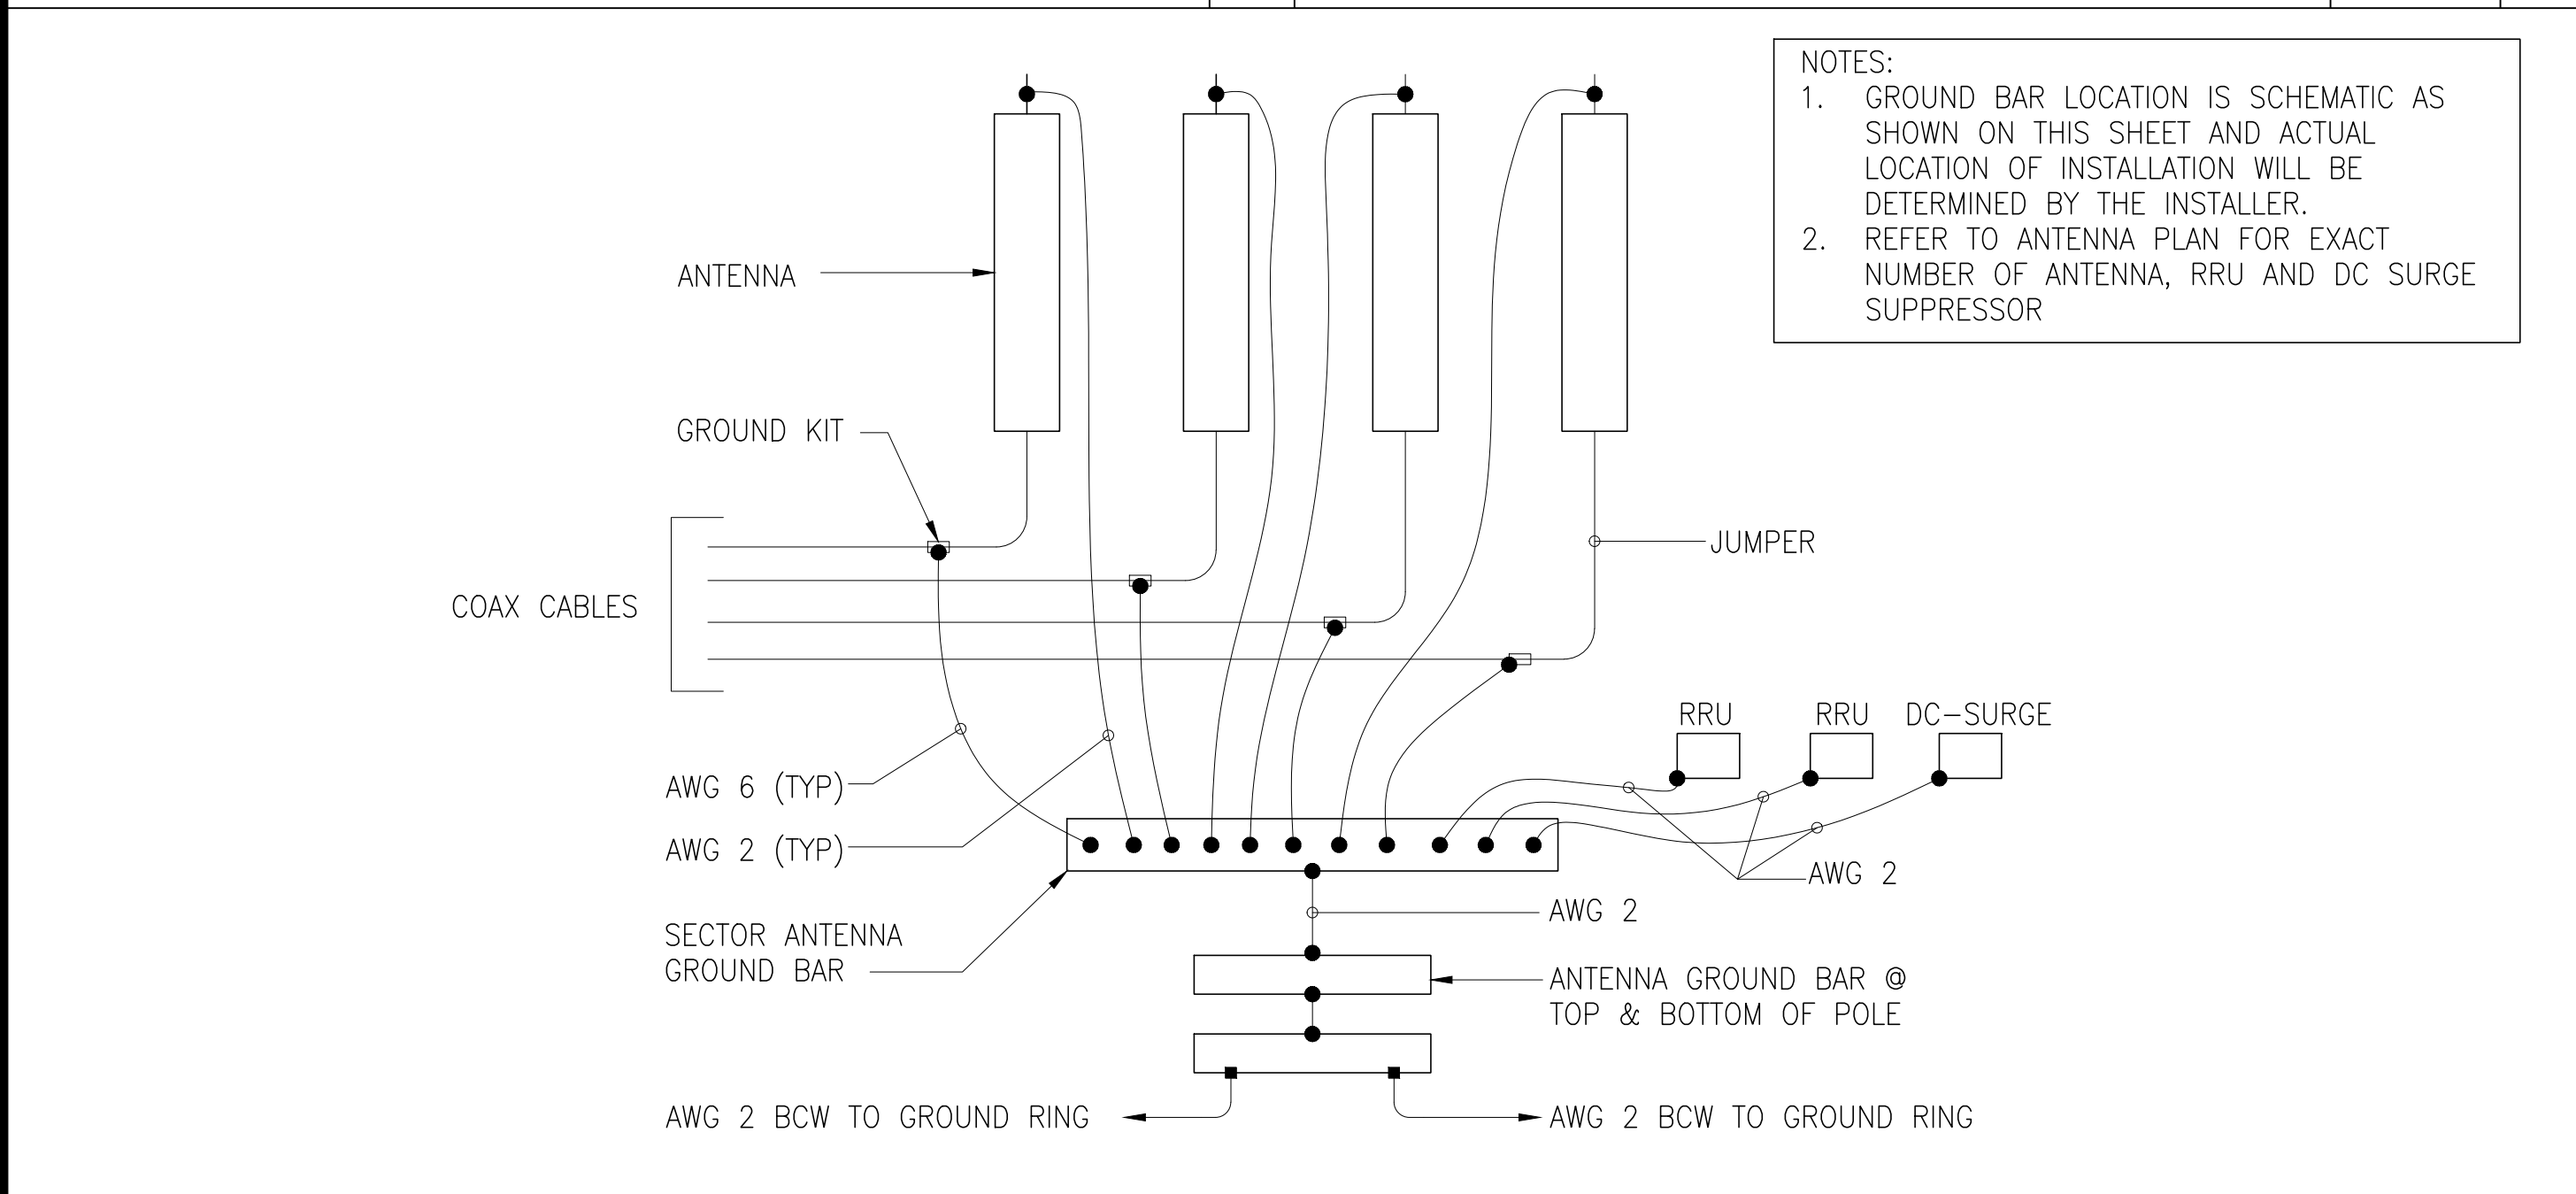 NOTES:
1. GROUND BAR LOCATION IS SCHEMATIC AS
SHOWN ON THIS SHEET AND ACTUAL
LOCATION OF INSTALLATION WILL BE
DETERMINED BY THE INSTALLER.
2. REFER TO ANTENNA PLAN FOR EXACT
NUMBER OF ANTENNA, RRU AND DC SURGE
SUPPRESSOR
ANTENNA
GROUND KIT
JUMPER
COAX CABLES
RRU
RRU
DC-SURGE
AWG 6 (TYP)
AWG 2 (TYP)
AWG 2
AWG 2
SECTOR ANTENNA
GROUND BAR
ANTENNA GROUND BAR @
TOP & BOTTOM OF POLE
AWG 2 BCW TO GROUND RING
AWG 2 BCW TO GROUND RING